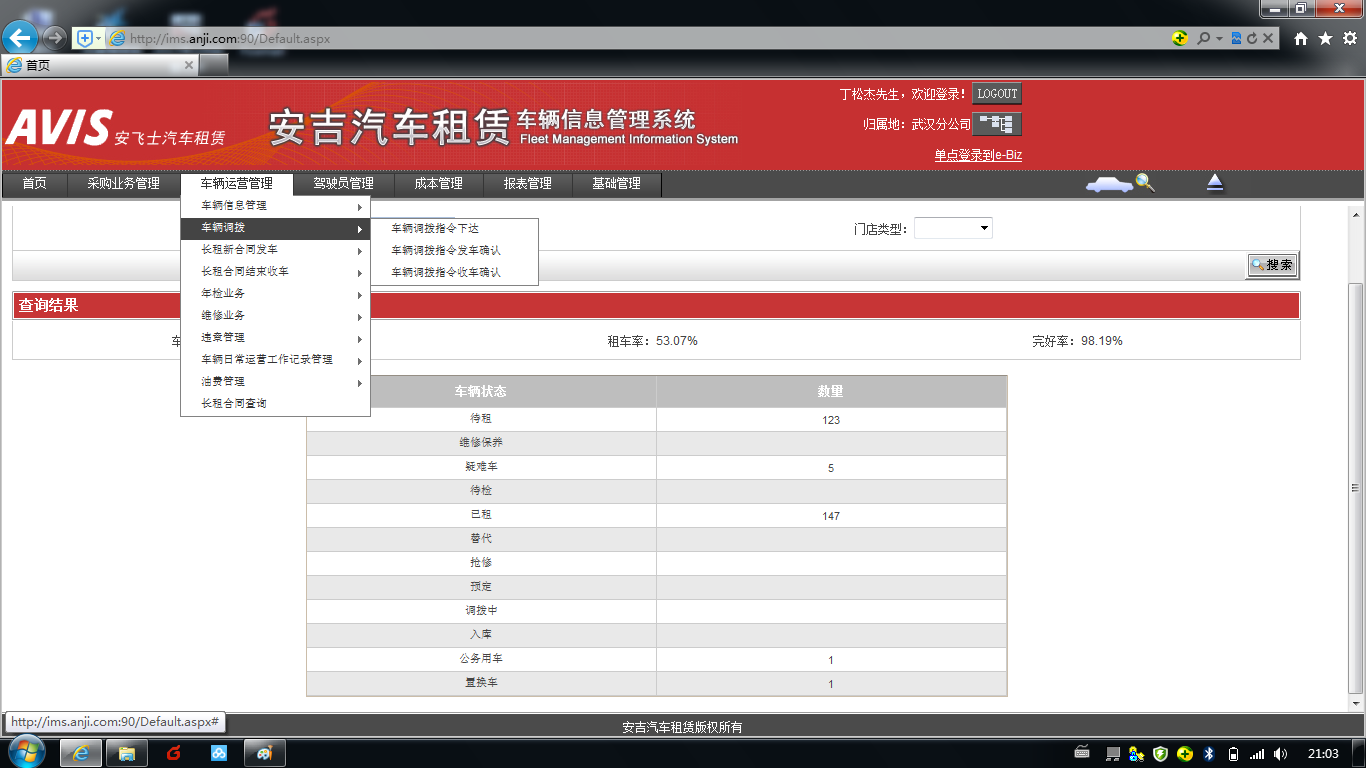 http://ims.anji.com:90/Default.aspx
首页
AVIS 安飞士汽车租赁
安吉汽车租赁 车辆信息管理系统
Fleet Management Information System
丁松杰先生，欢迎登录！ LOGOUT
归属地：武汉分公司
单点登录到e-Biz
首页 采购业务管理 车辆运营管理 驾驶员管理 成本管理 报表管理 基础管理
车辆信息管理
车辆调拨
长租新合同发车
长租合同结束收车
年检业务
维修业务
违章管理
车辆日常运营工作记录管理
油费管理
长租合同查询
车辆调拨指令下达
车辆调拨指令发车确认
车辆调拨指令收车确认
门店类型：
搜索
查询结果
租车率：53.07% 完好率：98.19%
车辆状态 数量
待租 123
维修保养
疑难车 5
待检
已租 147
替代
抢修
预定
调拨中
入库
公务用车 1
置换车 1
http://ims.anji.com:90/Default.aspx#
安吉汽车租赁版权所有
21:03